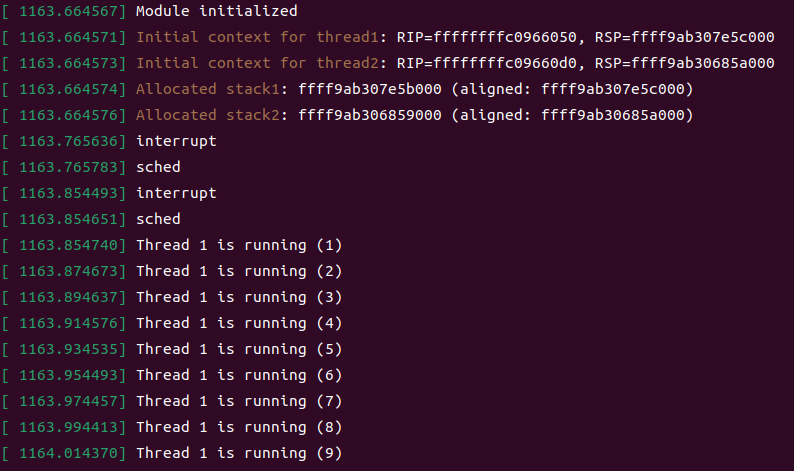 [ 1163.664567] Module initialized
[ 1163.664571] Initial context for thread1: RIP=ffffffffc0966050, RSP=ffff9ab307e5c000
[ 1163.664573] Initial context for thread2: RIP=ffffffffc09660d0, RSP=ffff9ab30685a000
[ 1163.664574] Allocated stack1: ffff9ab307e5b000 (aligned: ffff9ab307e5c000)
[ 1163.664576] Allocated stack2: ffff9ab306859000 (aligned: ffff9ab30685a000)
[ 1163.765636] interrupt
[ 1163.765783] sched
[ 1163.854493] interrupt
[ 1163.854651] sched
[ 1163.854740] Thread 1 is running (1)
[ 1163.874673] Thread 1 is running (2)
[ 1163.894637] Thread 1 is running (3)
[ 1163.914576] Thread 1 is running (4)
[ 1163.934535] Thread 1 is running (5)
[ 1163.954493] Thread 1 is running (6)
[ 1163.974457] Thread 1 is running (7)
[ 1163.994413] Thread 1 is running (8)
[ 1164.014370] Thread 1 is running (9)